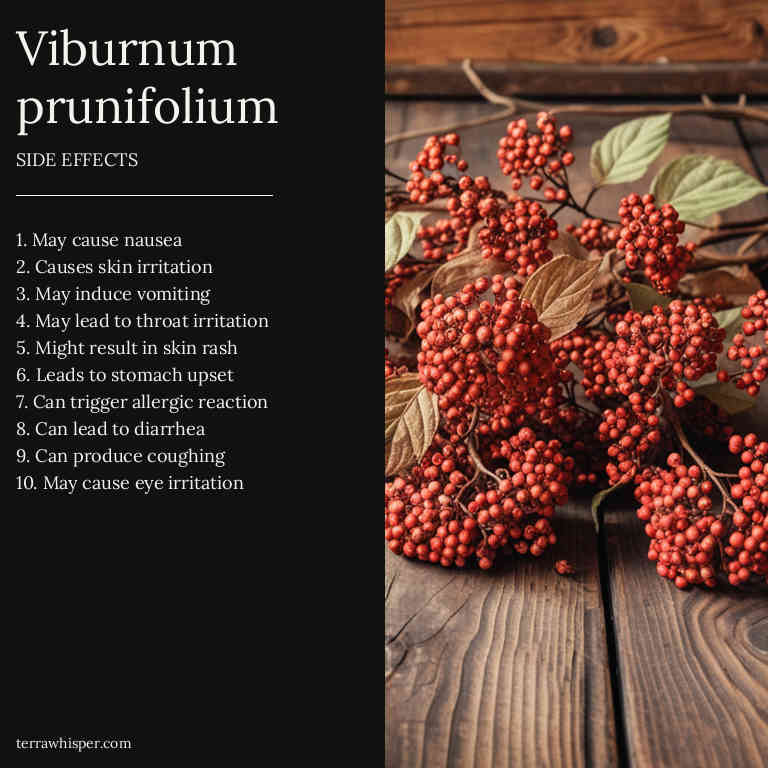 Viburnum
prunifolium
SIDE EFFECTS
1. May cause nausea
2. Causes skin irritation
3. May induce vomiting
4. May lead to throat irritation
5. Might result in skin rash
6. Leads to stomach upset
7. Can trigger allergic reaction
8. Can lead to diarrhea
9. Can produce coughing
10. May cause eye irritation
terrawhisper.com